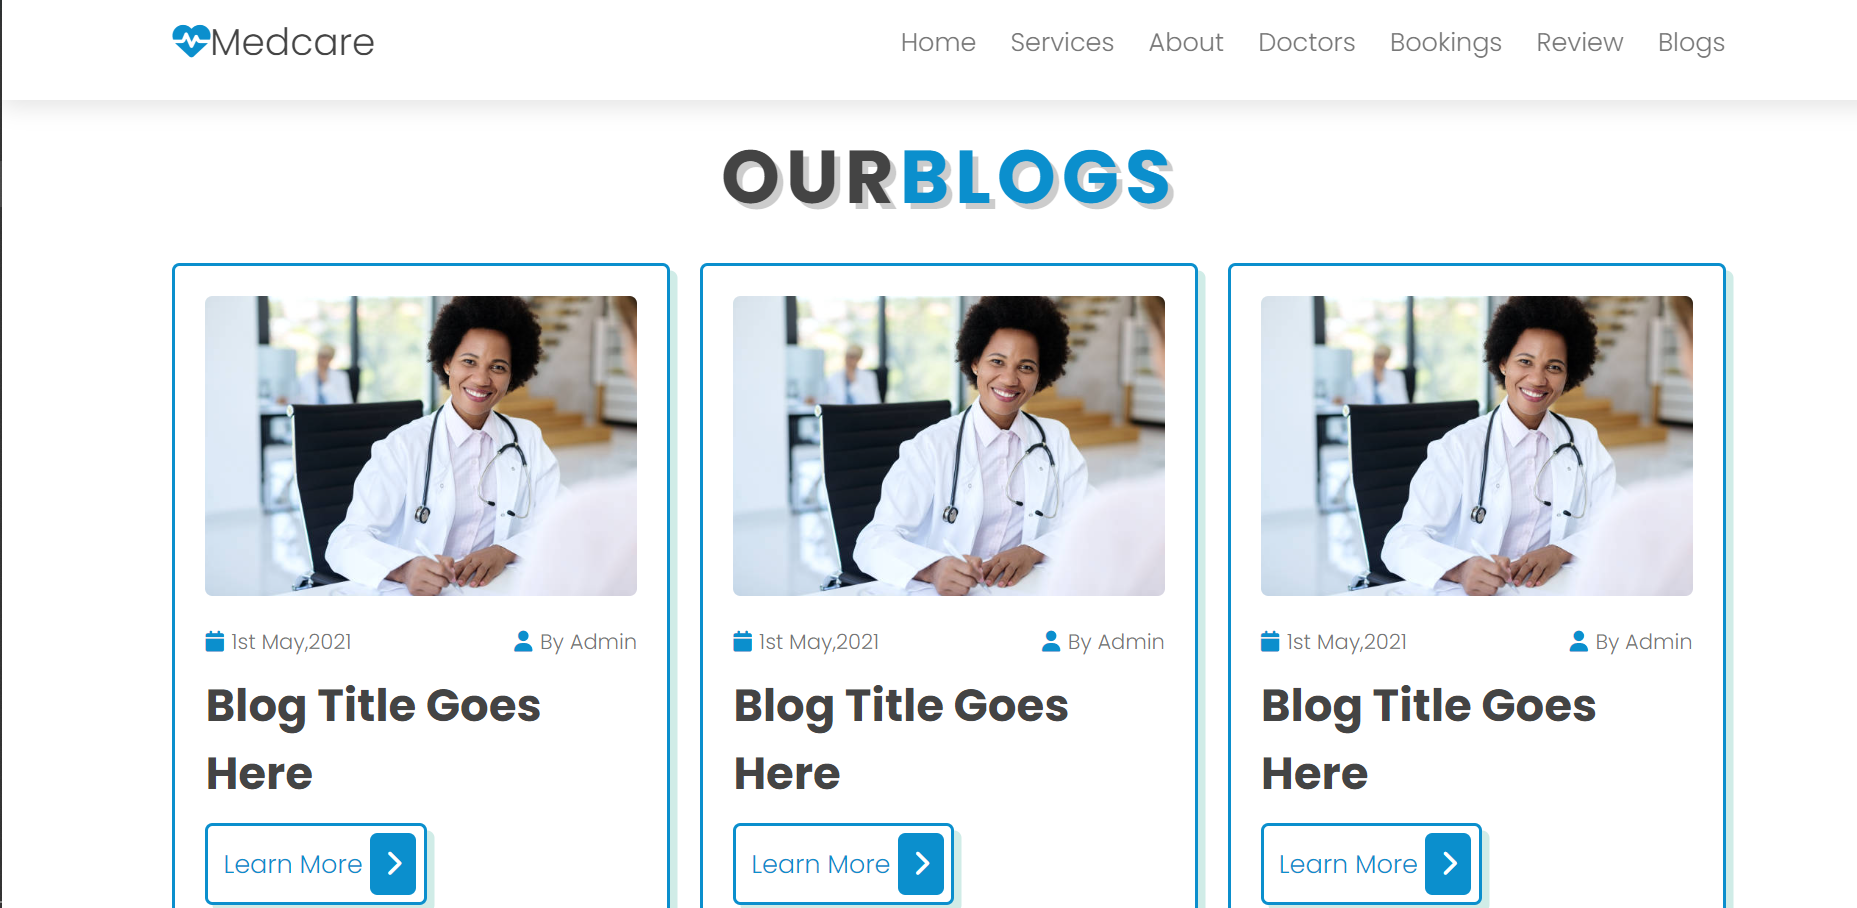 Medcare
Home Services About Doctors Bookings Review Blogs
OURBLOGS
1st May,2021 By Admin
Blog Title Goes
Here
Learn More
1st May,2021 By Admin
Blog Title Goes
Here
Learn More
1st May,2021 By Admin
Blog Title Goes
Here
Learn More